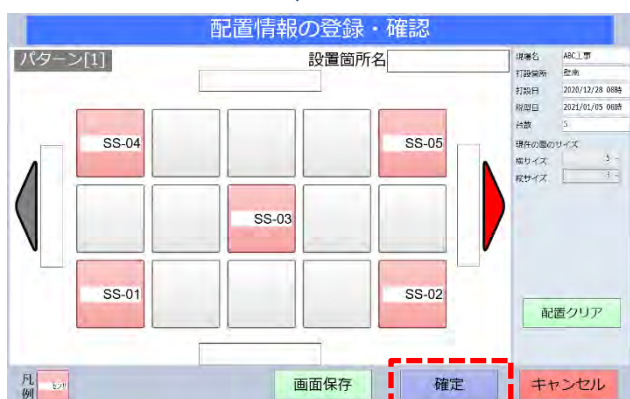 配置情報の登録・確認
パターン[1]
設置箇所名
現場名 ABC工事
打設箇所
打設日 2020/12/28 08時
脱型日 2021/01/05 08時
台数 5
現在の面のサイズ
横サイズ 5
縦サイズ
SS-04
SS-05
SS-03
SS-01
SS-02
配置クリア
凡例
センサ
画面保存
確定
キャンセル